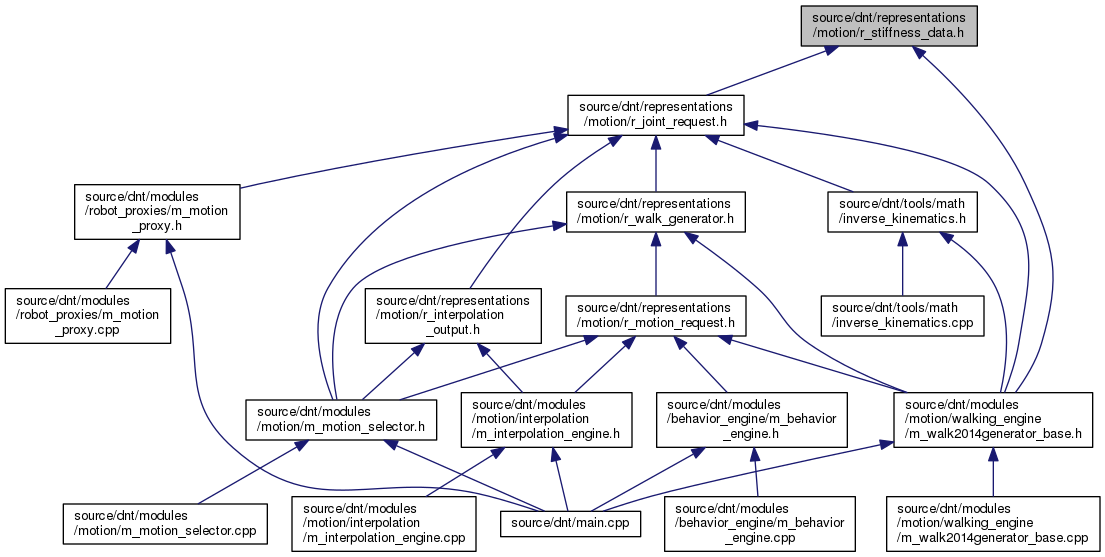 source/dnt/representations
/motion/r_stiffness_data.h
source/dnt/representations
/motion/r_joint_request.h
source/dnt/modules
/robot_proxies/m_motion
_proxy.h
source/dnt/representations
/motion/r_walk_generator.h
source/dnt/tools/math
/inverse_kinematics.h
source/dnt/modules
/robot_proxies/m_motion
_proxy.cpp
source/dnt/representations
/motion/r_interpolation
_output.h
source/dnt/representations
/motion/r_motion_request.h
source/dnt/tools/math
/inverse_kinematics.cpp
source/dnt/modules
/motion/m_motion_selector.h
source/dnt/modules
/motion/interpolation
/m_interpolation_engine.h
source/dnt/modules
/behavior_engine/m_behavior
_engine.h
source/dnt/modules
/motion/walking_engine
/m_walk2014generator_base.h
source/dnt/modules
/motion/m_motion_selector.cpp
source/dnt/modules
/motion/interpolation
/m_interpolation_engine.cpp
source/dnt/main.cpp
source/dnt/modules
/behavior_engine/m_behavior
_engine.cpp
source/dnt/modules
/motion/walking_engine
/m_walk2014generator_base.cpp